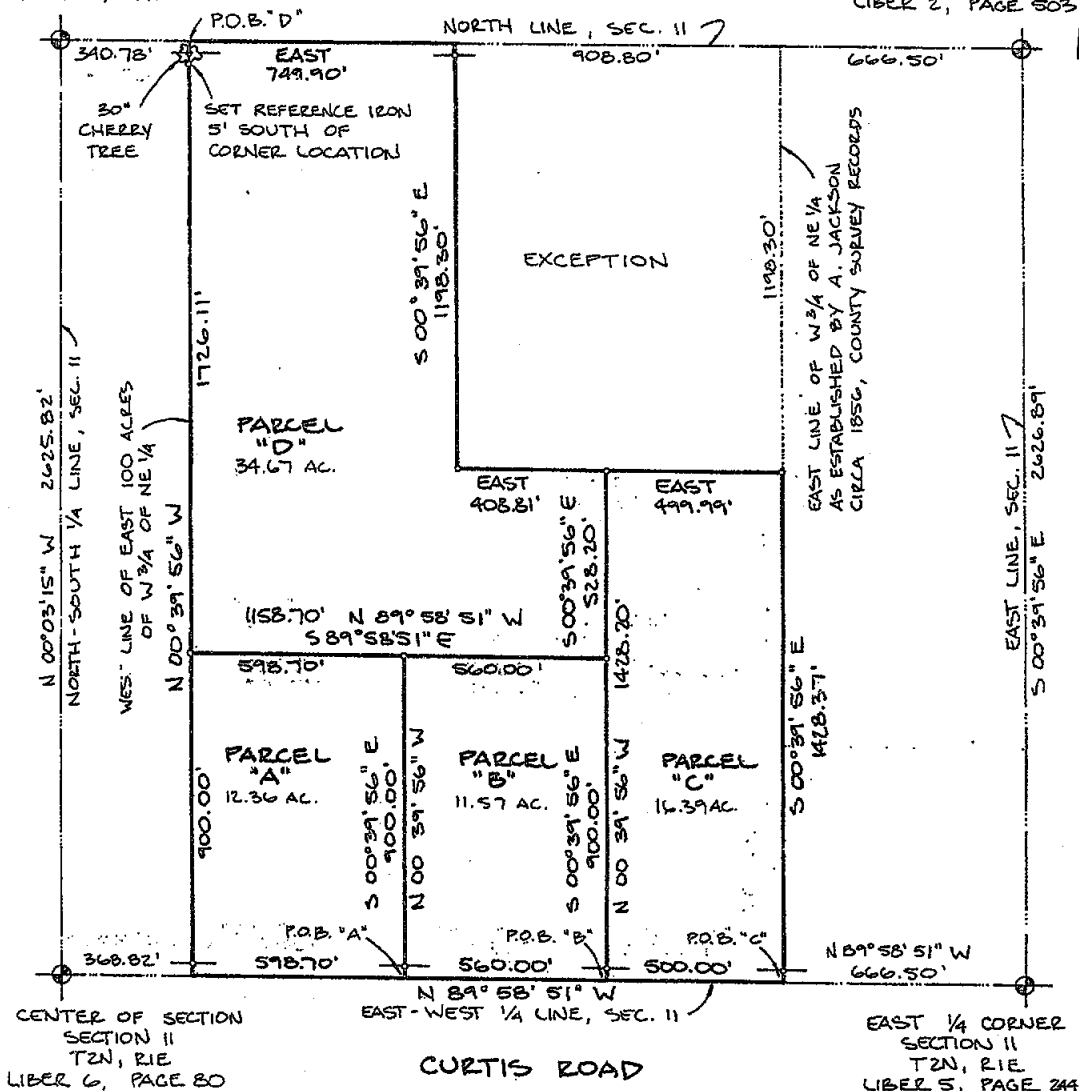 LIBER 2, PAGE 503
P.O.B. "D"
NORTH LINE, SEC. 11
340.78'
EAST
749.90'
908.80'
666.50'
30"
CHERRY
TREE
SET REFERENCE IRON
5' SOUTH OF
CORNER LOCATION
S 00° 39' 56" E
1198.30'
EXCEPTION
1198.30'
EAST LINE OF W 3/4 OF NE 1/4
AS ESTABLISHED BY A. JACKSON
CIRCA 1856, COUNTY SURVEY RECORDS
N 00° 03' 15" W 2625.82'
NORTH-SOUTH 1/4 LINE, SEC. 11
WEST LINE OF EAST 100 ACRES
OF W 3/4 OF NE 1/4
N 00° 39' 56" W
1726.11'
PARCEL
"D"
34.67 AC.
EAST
408.81'
EAST
499.99'
S 00° 39' 56" E
528.20'
1428.20'
EAST LINE, SEC. 11
S 00° 39' 56" E 2626.89'
1158.70' N 89° 58' 51" W
S 89° 58' 51" E
598.70'
560.00'
S 00° 39' 56" E
1428.37'
PARCEL
"A"
12.36 AC.
900.00'
S 00° 39' 56" E
900.00'
N 00 39' 56" W
PARCEL
"B"
11.57 AC.
S 00° 39' 56" E
900.00'
N 00 39' 56" W
PARCEL
"C"
16.39 AC.
P.O.B. "A"
P.O.B. "B"
P.O.B. "C"
368.82'
598.70'
560.00'
500.00'
N 89° 58' 51" W
666.50'
N 89° 58' 51" W
EAST-WEST 1/4 LINE, SEC. 11
CENTER OF SECTION
SECTION 11
T2N, R1E
LIBER 6, PAGE 80
CURTIS ROAD
EAST 1/4 CORNER
SECTION 11
T2N, R1E
LIBER 5, PAGE 244